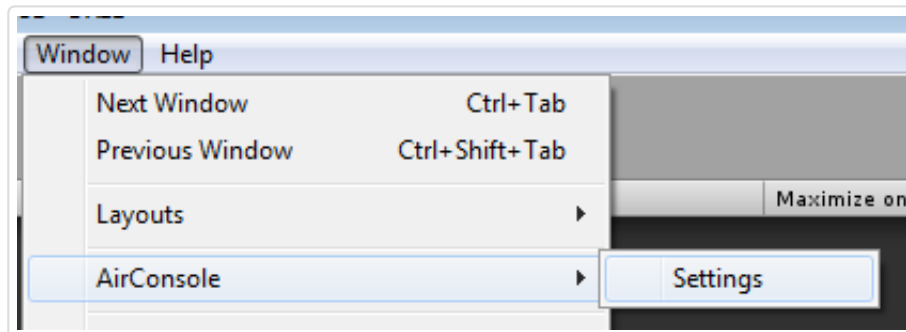 Window Help
Next Window Ctrl+Tab
Previous Window Ctrl+Shift+Tab
Layouts
Maximize on
AirConsole
Settings